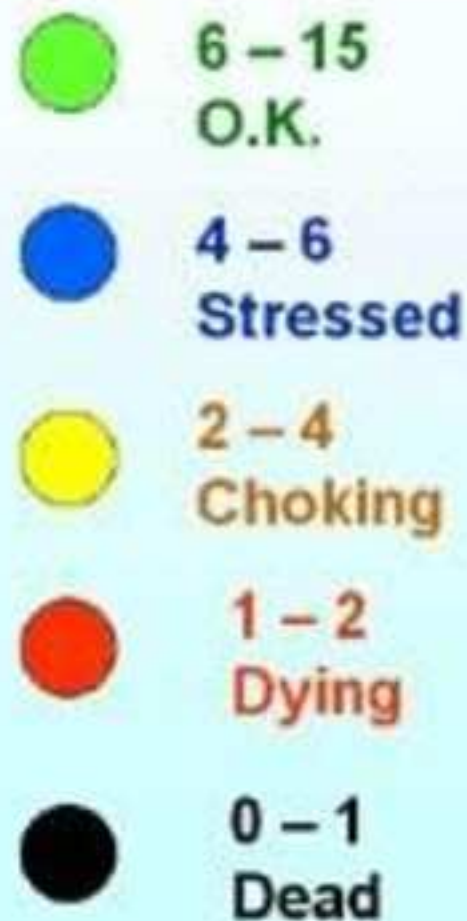 6 – 15
O.K.
4 – 6
Stressed
2 – 4
Choking
1 – 2
Dying
0 – 1
Dead